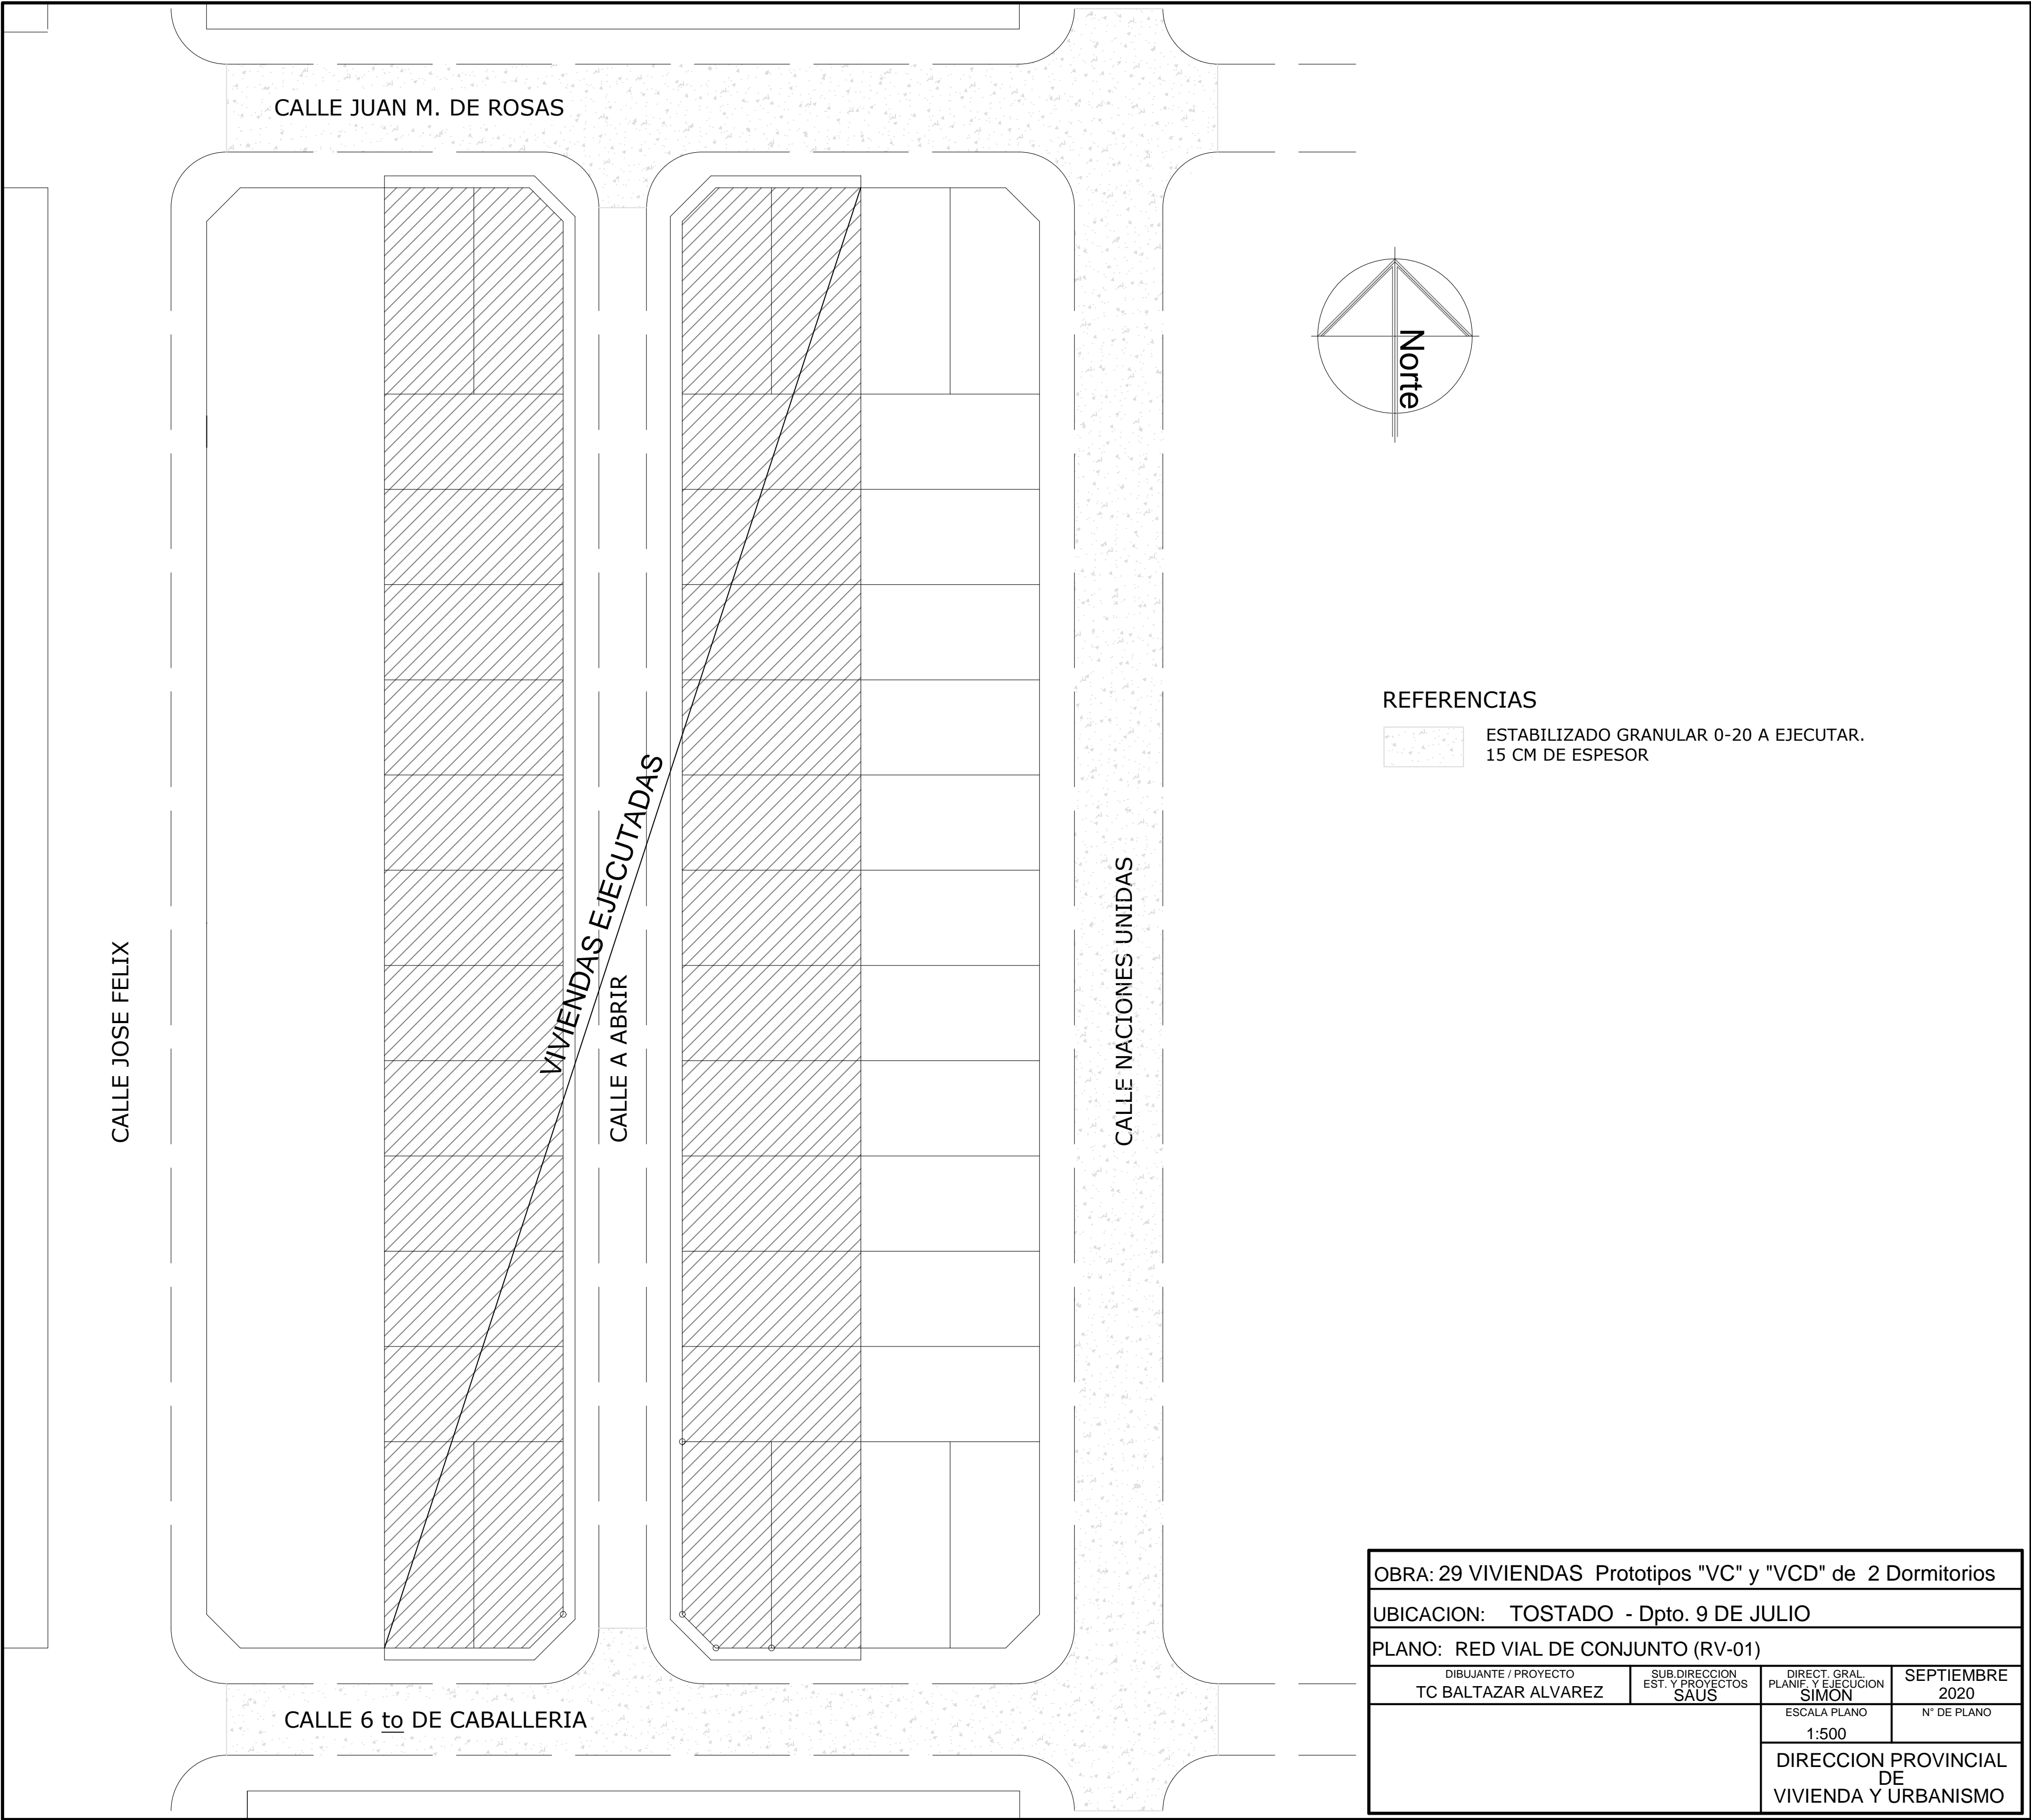 CALLE JUAN M. DE ROSAS
Norte
REFERENCIAS
ESTABILIZADO GRANULAR 0-20 A EJECUTAR.
15 CM DE ESPESOR
VIVIENDAS EJECUTADAS
CALLE JOSE FELIX
CALLE A ABRIR
CALLE NACIONES UNIDAS
CALLE 6 to DE CABALLERIA
OBRA: 29 VIVIENDAS Prototipos "VC" y "VCD" de 2 Dormitorios
UBICACION: TOSTADO - Dpto. 9 DE JULIO
PLANO: RED VIAL DE CONJUNTO (RV-01)
DIBUJANTE / PROYECTO
TC BALTAZAR ALVAREZ
SUB.DIRECCION
EST. Y PROYECTOS
SAUS
DIRECT. GRAL.
PLANIF. Y EJECUCION
SIMON
SEPTIEMBRE
2020
ESCALA PLANO
1:500
N° DE PLANO
DIRECCION PROVINCIAL
DE
VIVIENDA Y URBANISMO